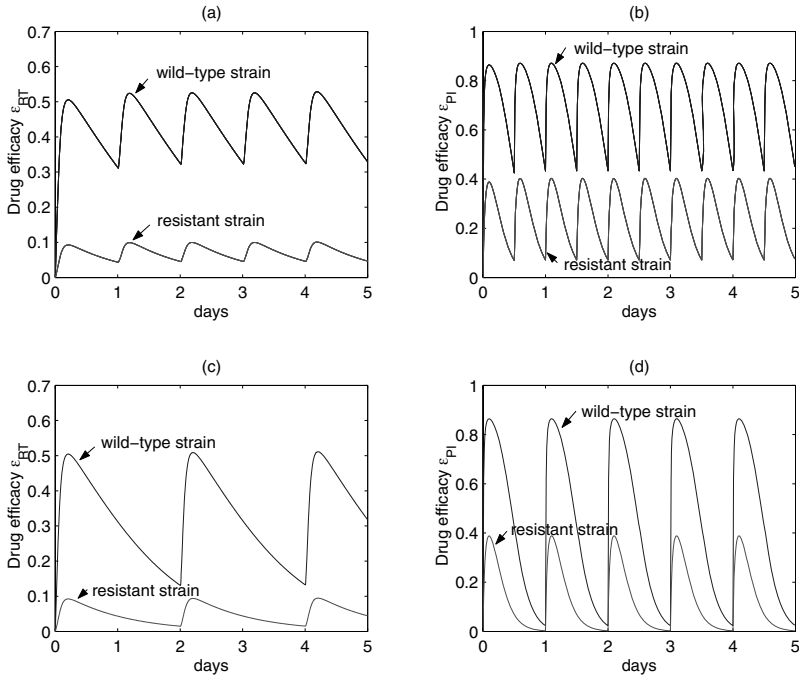 (a)
0.7
0.6
0.5
0.4
0.3
0.2
0.1
0
Drug efficacy ε_RT
wild−type strain
resistant strain
0 1 2 3 4 5
days
(b)
1
0.8
0.6
0.4
0.2
0
Drug efficacy ε_PI
wild−type strain
resistant strain
0 1 2 3 4 5
days
(c)
0.7
0.6
0.5
0.4
0.3
0.2
0.1
0
Drug efficacy ε_RT
wild−type strain
resistant strain
0 1 2 3 4 5
days
(d)
1
0.8
0.6
0.4
0.2
0
Drug efficacy ε_PI
wild−type strain
resistant strain
0 1 2 3 4 5
days